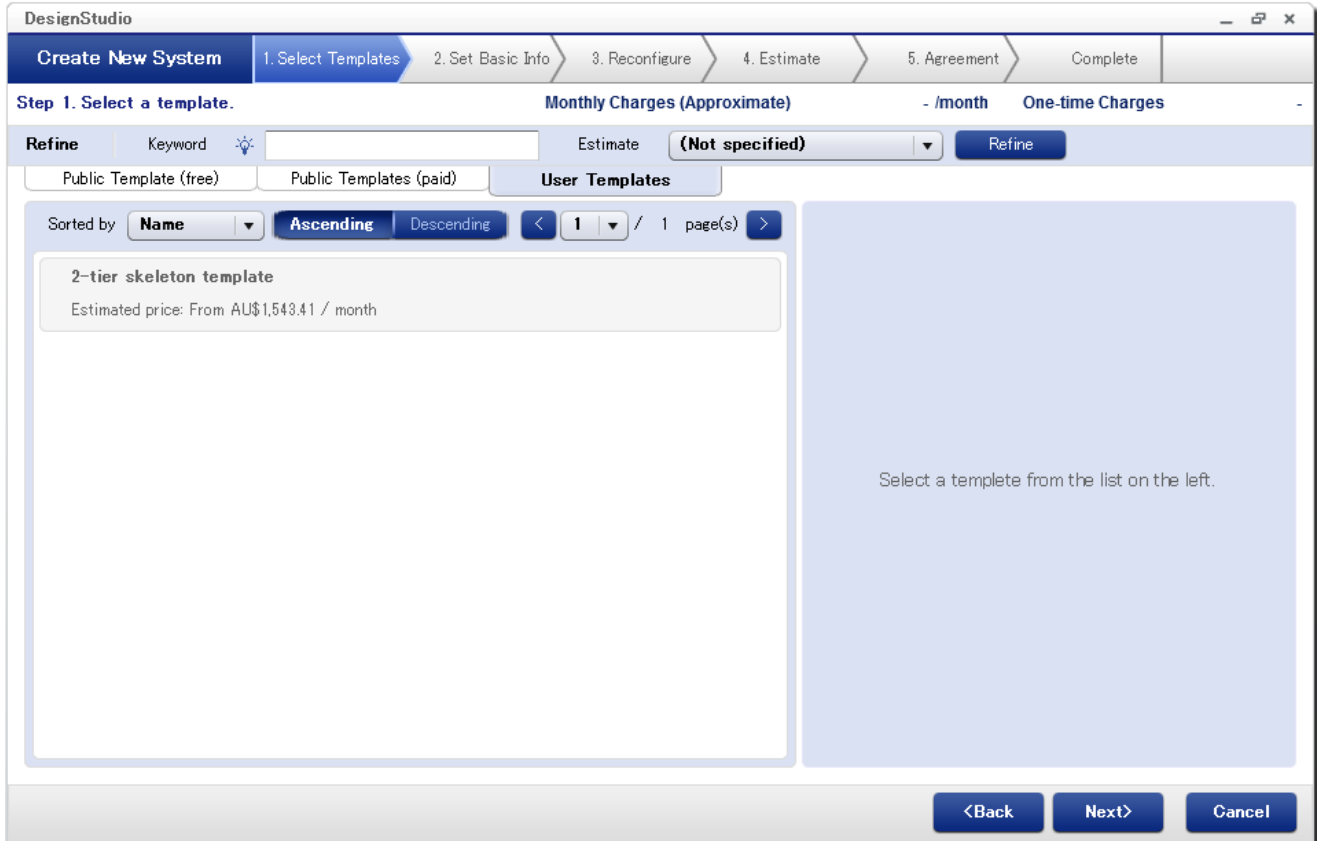 DesignStudio
Create New System 1. Select Templates 2. Set Basic Info 3. Reconfigure 4. Estimate 5. Agreement Complete
Step 1. Select a template. Monthly Charges (Approximate) - /month One-time Charges -
Refine Keyword Estimate (Not specified) Refine
Public Template (free) Public Templates (paid) User Templates
Sorted by Name Ascending Descending < 1 / 1 page(s) >
2-tier skeleton template
Estimated price: From AU$1,543.41 / month
Select a templete from the list on the left.
<Back Next> Cancel